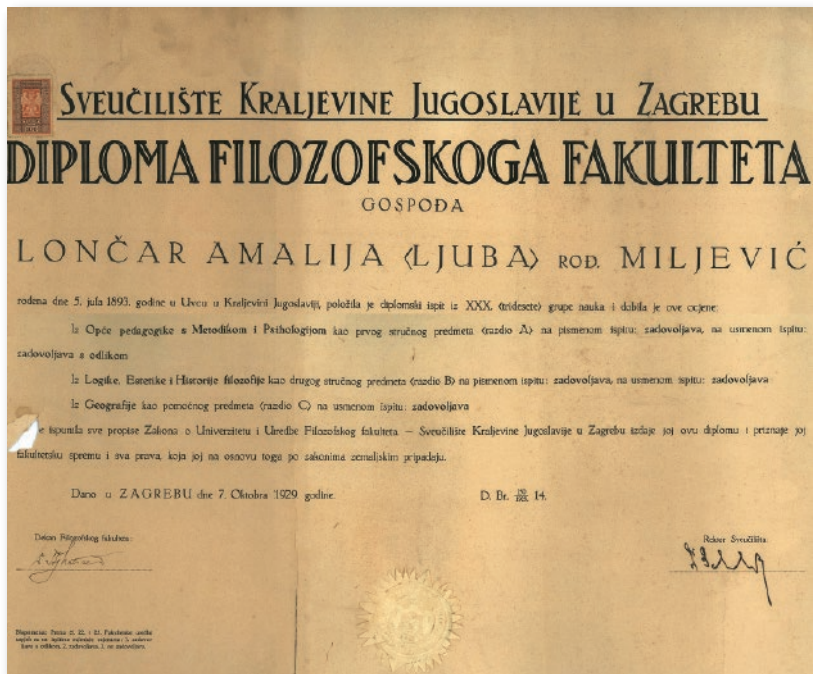 SVEUČILIŠTE KRALJEVINE JUGOSLAVIJE U ZAGREBU
DIPLOMA FILOZOFSKOGA FAKULTETA
GOSPOĐA
LONČAR AMALIJA (LJUBA) ROĐ. MILJEVIĆ
rođena dne 5. jula 1893. godine u Uvcu u Kraljevini Jugoslaviji, položila je diplomski ispit iz XXX. (tridesete) grupe nauka i dobila je ove ocjene:
Iz Opće pedagogike s Metodikom i Psihologijom kao prvog stručnog predmeta (razdio A) na pismenom ispitu: zadovoljava, na usmenom ispitu:
zadovoljava s odlikom
Iz Logike, Estetike i Historije filozofije kao drugog stručnog predmeta (razdio B) na pismenom ispitu: zadovoljava, na usmenom ispitu: zadovoljava
Iz Geografije kao pomoćnog predmeta (razdio C) na usmenom ispitu: zadovoljava
je ispunila sve propise Zakona o Univerzitetu i Uredbe Filozofskog fakulteta — Sveučilište Kraljevine Jugoslavije u Zagrebu izdaje joj ovu diplomu i priznaje joj
fakultetsku spremu i sva prava, koja joj na osnovu toga po zakonima zemaljskim pripadaju.
Dano u ZAGREBU dne 7. Oktobra 1929 godine.
D. Br. 14.
Dekan Filozofskog fakulteta:
Rektor Sveučilišta: